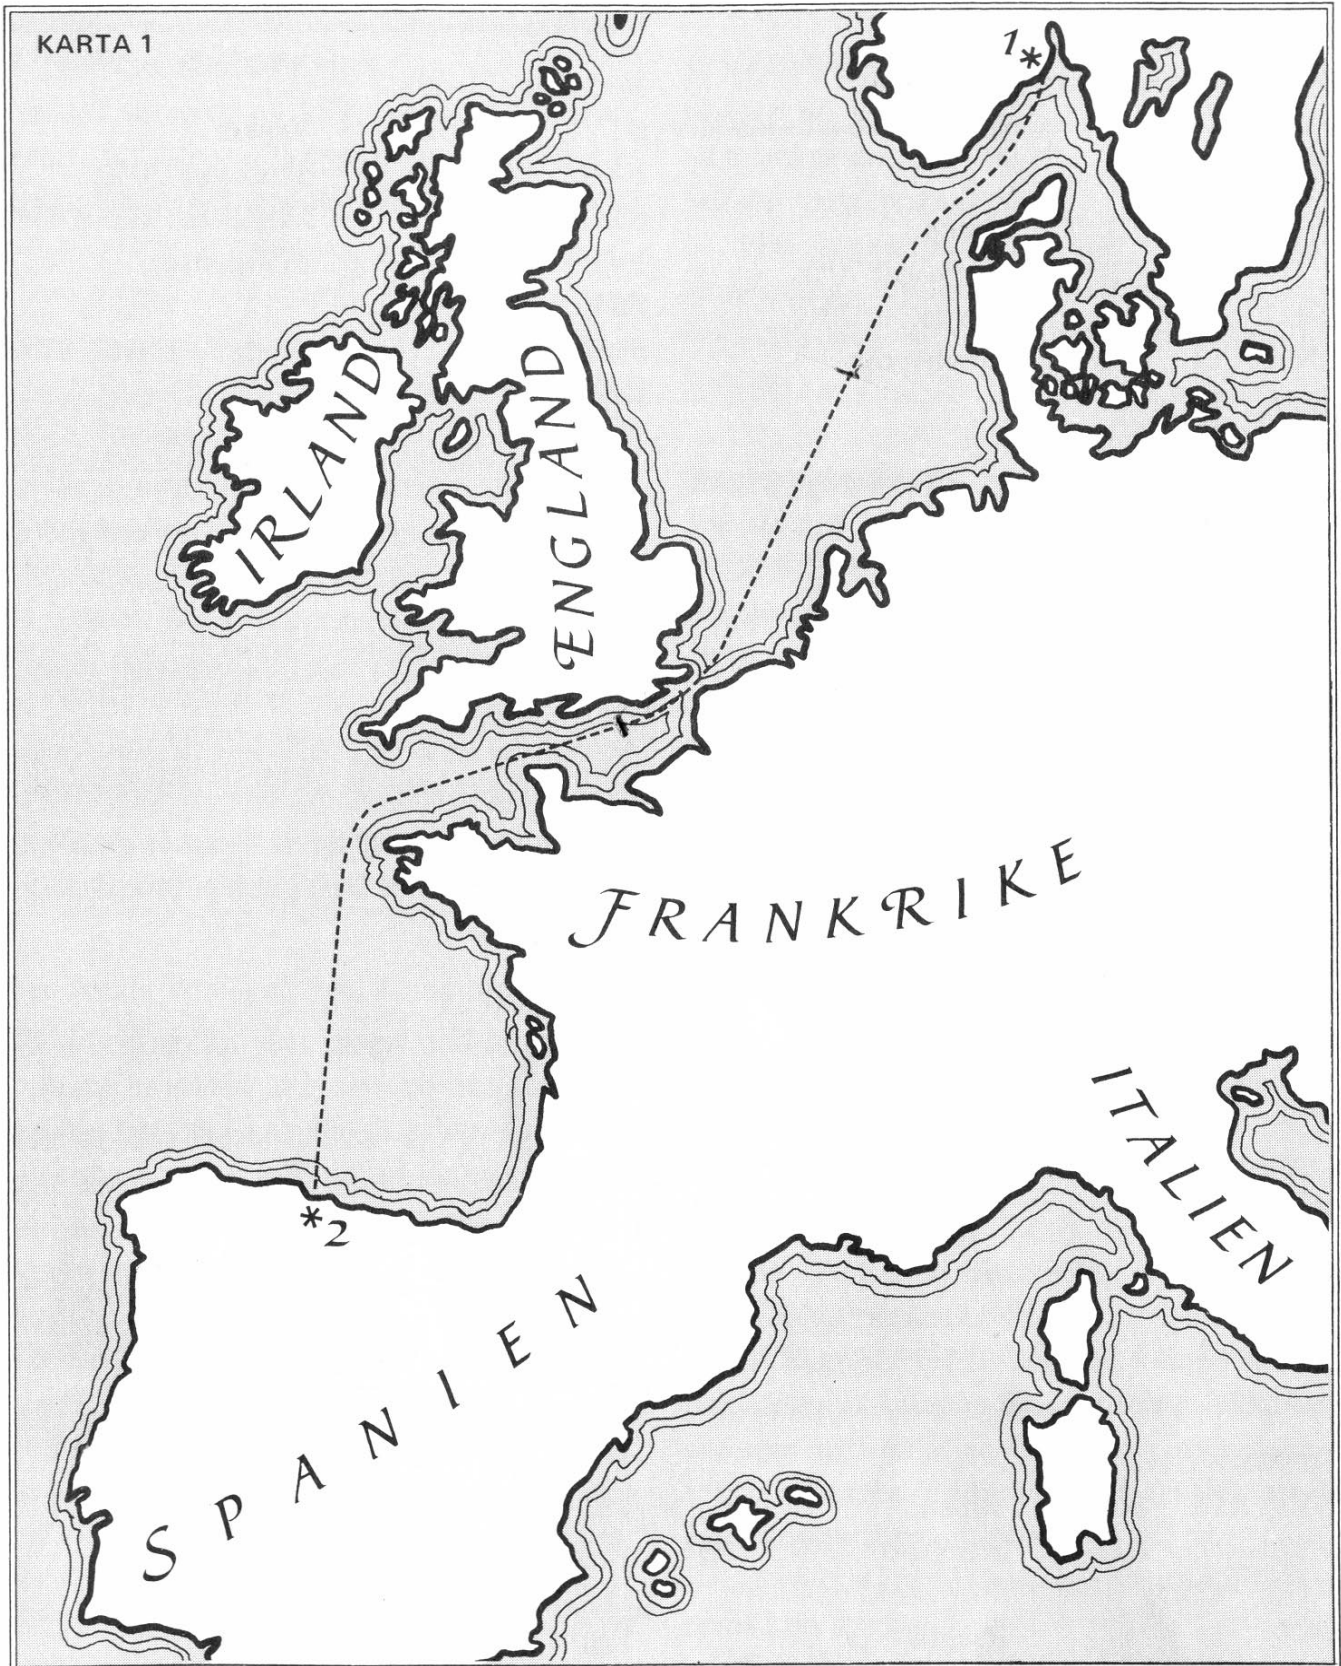 KARTA 1
1*
IRLAND
ENGLAND
FRANKRIKE
ITALIEN
*2
SPANIEN